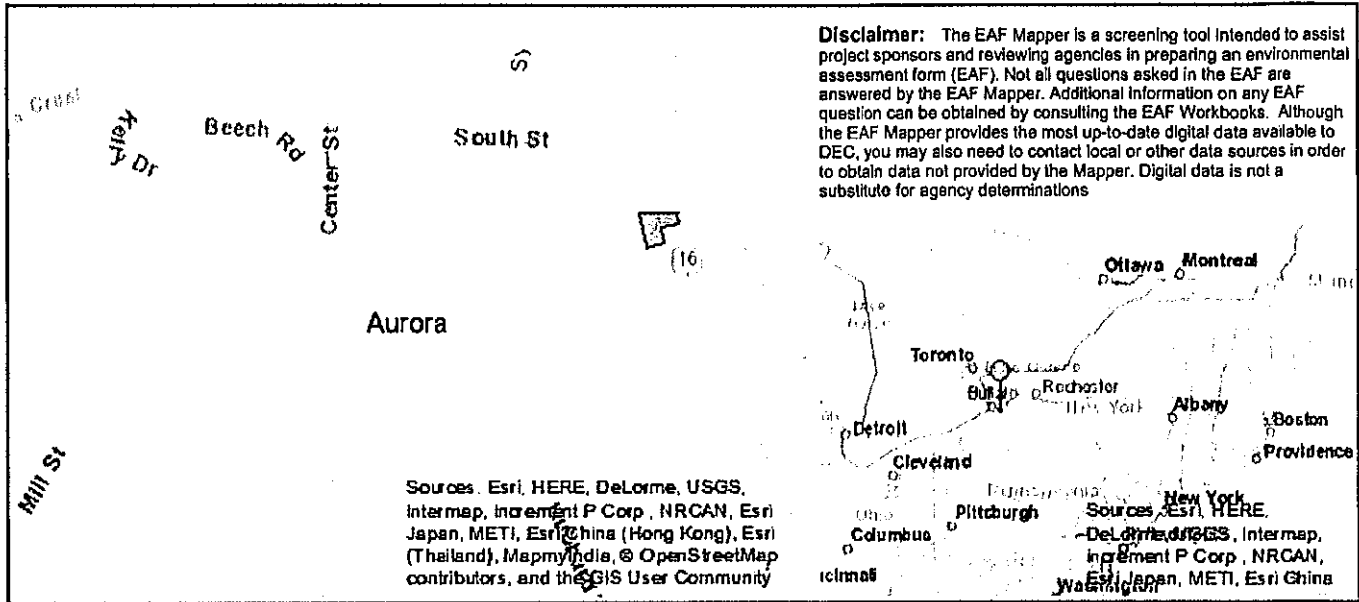 Disclaimer: The EAF Mapper is a screening tool intended to assist
project sponsors and reviewing agencies in preparing an environmental
assessment form (EAF). Not all questions asked in the EAF are
answered by the EAF Mapper. Additional information on any EAF
question can be obtained by consulting the EAF Workbooks. Although
the EAF Mapper provides the most up-to-date digital data available to
DEC, you may also need to contact local or other data sources in order
to obtain data not provided by the Mapper. Digital data is not a
substitute for agency determinations
Kelly Dr
Beech Rd
Center St
South St
16
Aurora
Mill St
Sources. Esri, HERE, DeLorme, USGS,
Intermap, increment P Corp , NRCAN, Esri
Japan, METI, Esri China (Hong Kong), Esri
(Thailand), MapmyIndia, © OpenStreetMap
contributors, and the GIS User Community
Ottawa
Montreal
Toronto
Rochester
New York
Albany
Boston
Providence
Detroit
Cleveland
Ohio
Pennsylvania
New York
Pittsburgh
Columbus
Washington
Sources, Esri, HERE,
DeLorme, USGS, Intermap,
increment P Corp , NRCAN,
Esri Japan, METI, Esri China